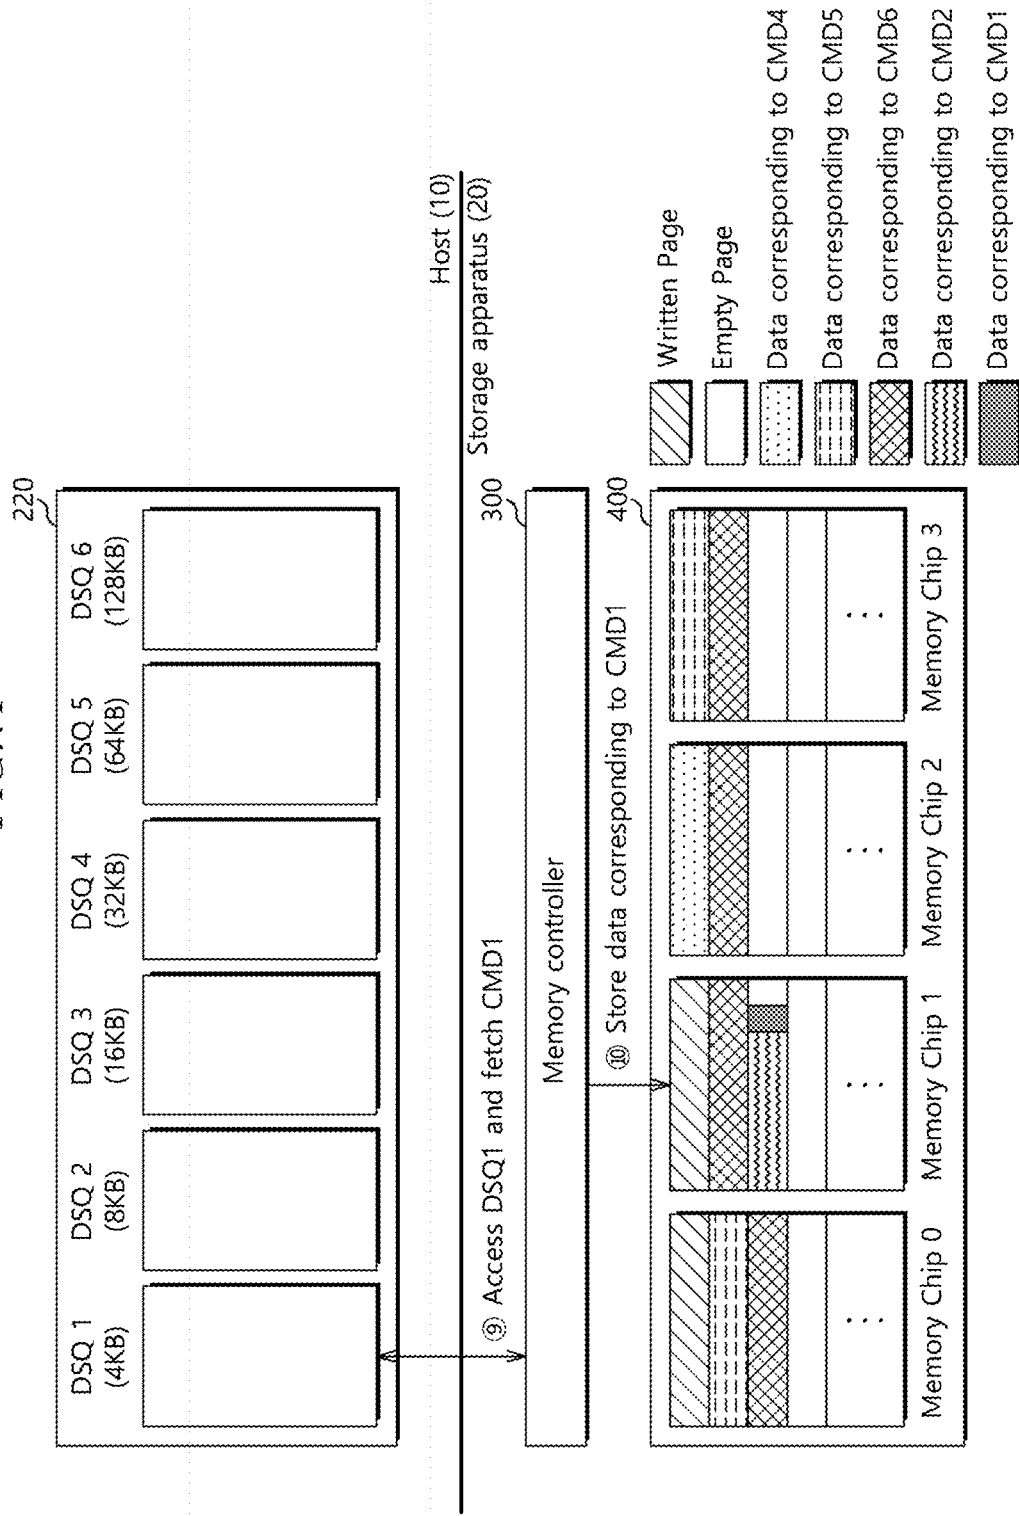 220
DSQ 1
(4KB)
DSQ 2
(8KB)
DSQ 3
(16KB)
DSQ 4
(32KB)
DSQ 5
(64KB)
DSQ 6
(128KB)
Host (10)
Storage apparatus (20)
⑨ Access DSQ1 and fetch CMD1
300
Memory controller
⑩ Store data corresponding to CMD1
400
. . .
. . .
. . .
. . .
Memory Chip 0
Memory Chip 1
Memory Chip 2
Memory Chip 3
Written Page
Empty Page
Data corresponding to CMD4
Data corresponding to CMD5
Data corresponding to CMD6
Data corresponding to CMD2
Data corresponding to CMD1